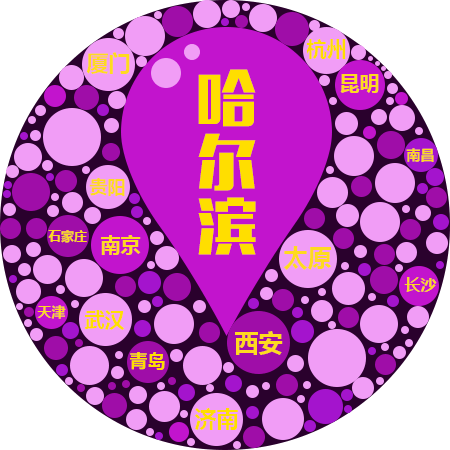 杭州
厦门
昆明
哈尔滨
南昌
贵阳
石家庄
南京
太原
长沙
天津
武汉
西安
青岛
济南